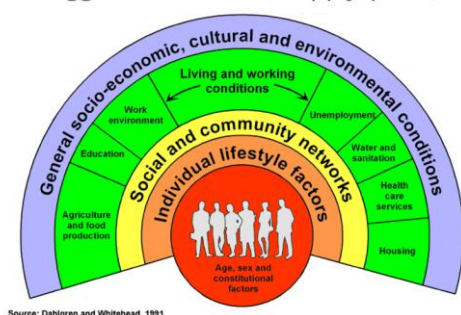 General socio-economic, cultural and environmental conditions
Living and working
conditions
Work
environment
Unemployment
Education
Water and
sanitation
Social and community networks
Individual lifestyle factors
Health
care
services
Agriculture
and food
production
Housing
Age, sex and
constitutional
factors
Source: Dahlgren and Whitehead, 1991